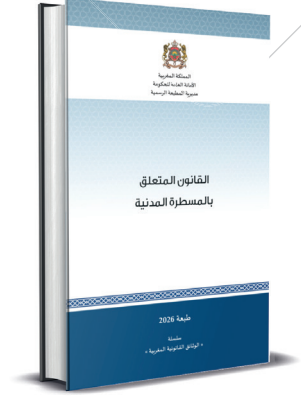 المملكة المغربية
الأمانة العامة للحكومة
مديرية المطبعة الرسمية
القانون المتعلق
بالمسطرة المدنية
طبعة 2026
سلسلة
« الوثائق القانونية المغربية »